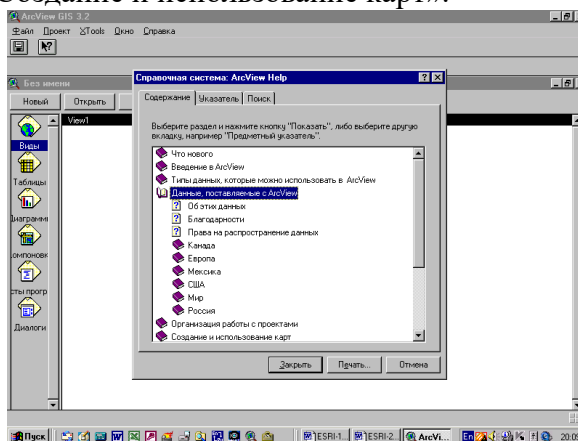 Создание и использование карт».
ArcView GIS 3.2
Файл Проект XTools Окно Справка
Без имени
Новый Открыть
View1
Виды
Таблицы
Диалоги
Справочная система: ArcView Help
Содержание Указатель Поиск
Выберите раздел и нажмите кнопку "Показать", либо выберите другую
вкладку, например "Предметный указатель".
Что нового
Введение в ArcView
Типы данных, которые можно использовать в ArcView
Данные, поставляемые с ArcView
Об этих данных
Благодарности
Права на распространение данных
Канада
Европа
Мексика
США
Мир
Россия
Организация работы с проектами
Создание и использование карт
Закрыть Печать... Отмена
Пуск ESRI-1... ESRI-2... ArcVi... En